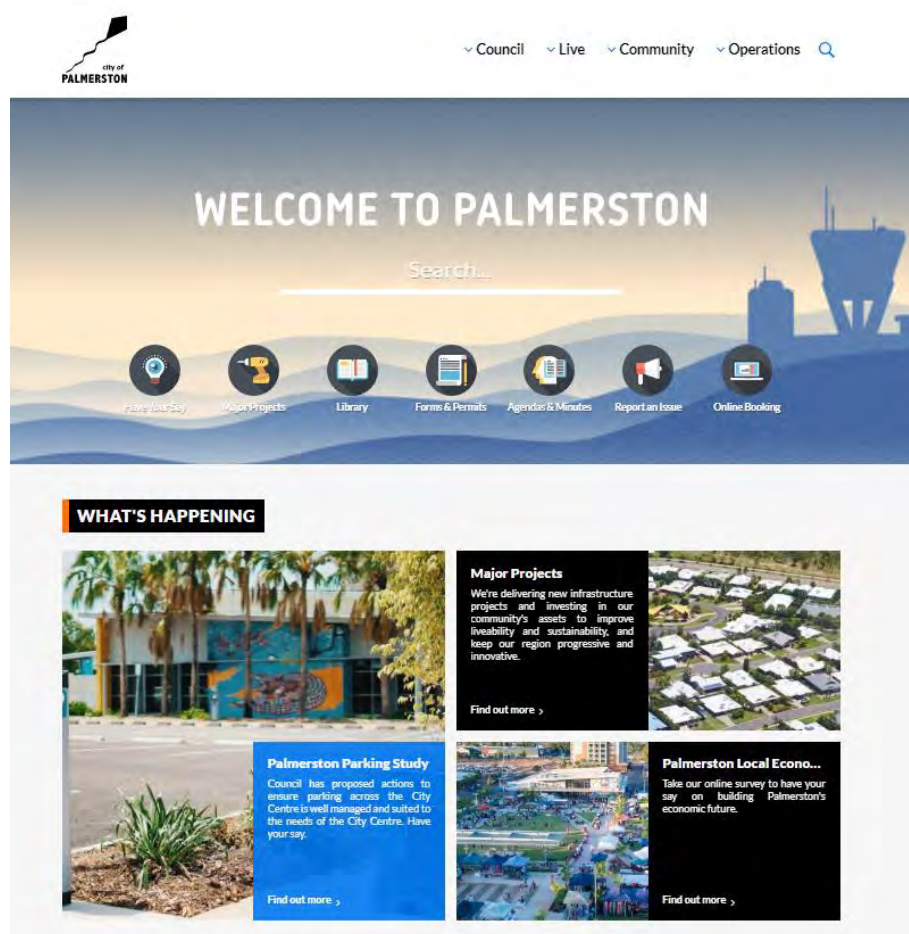 city of
PALMERSTON
Council Live Community Operations
WELCOME TO PALMERSTON
Search...
Have Your Say Major Projects Library Forms & Permits Agendas & Minutes Report an Issue Online Booking
WHAT'S HAPPENING
Major Projects
We're delivering new infrastructure
projects and investing in our
community's assets to improve
liveability and sustainability, and
keep our region progressive and
innovative.
Find out more >
Palmerston Parking Study
Council has proposed actions to
ensure parking across the City
Centre is well managed and suited to
the needs of the City Centre. Have
your say.
Find out more >
Palmerston Local Econo...
Take our online survey to have your
say on building Palmerston's
economic future.
Find out more >